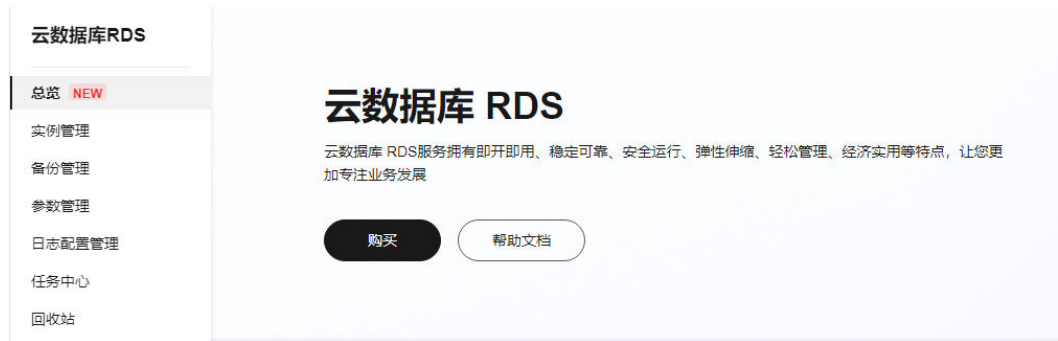 云数据库RDS
总览 NEW
实例管理
备份管理
参数管理
日志配置管理
任务中心
回收站
云数据库 RDS
云数据库 RDS服务拥有即开即用、稳定可靠、安全运行、弹性伸缩、轻松管理、经济实用等特点，让您更
加专注业务发展
购买 帮助文档